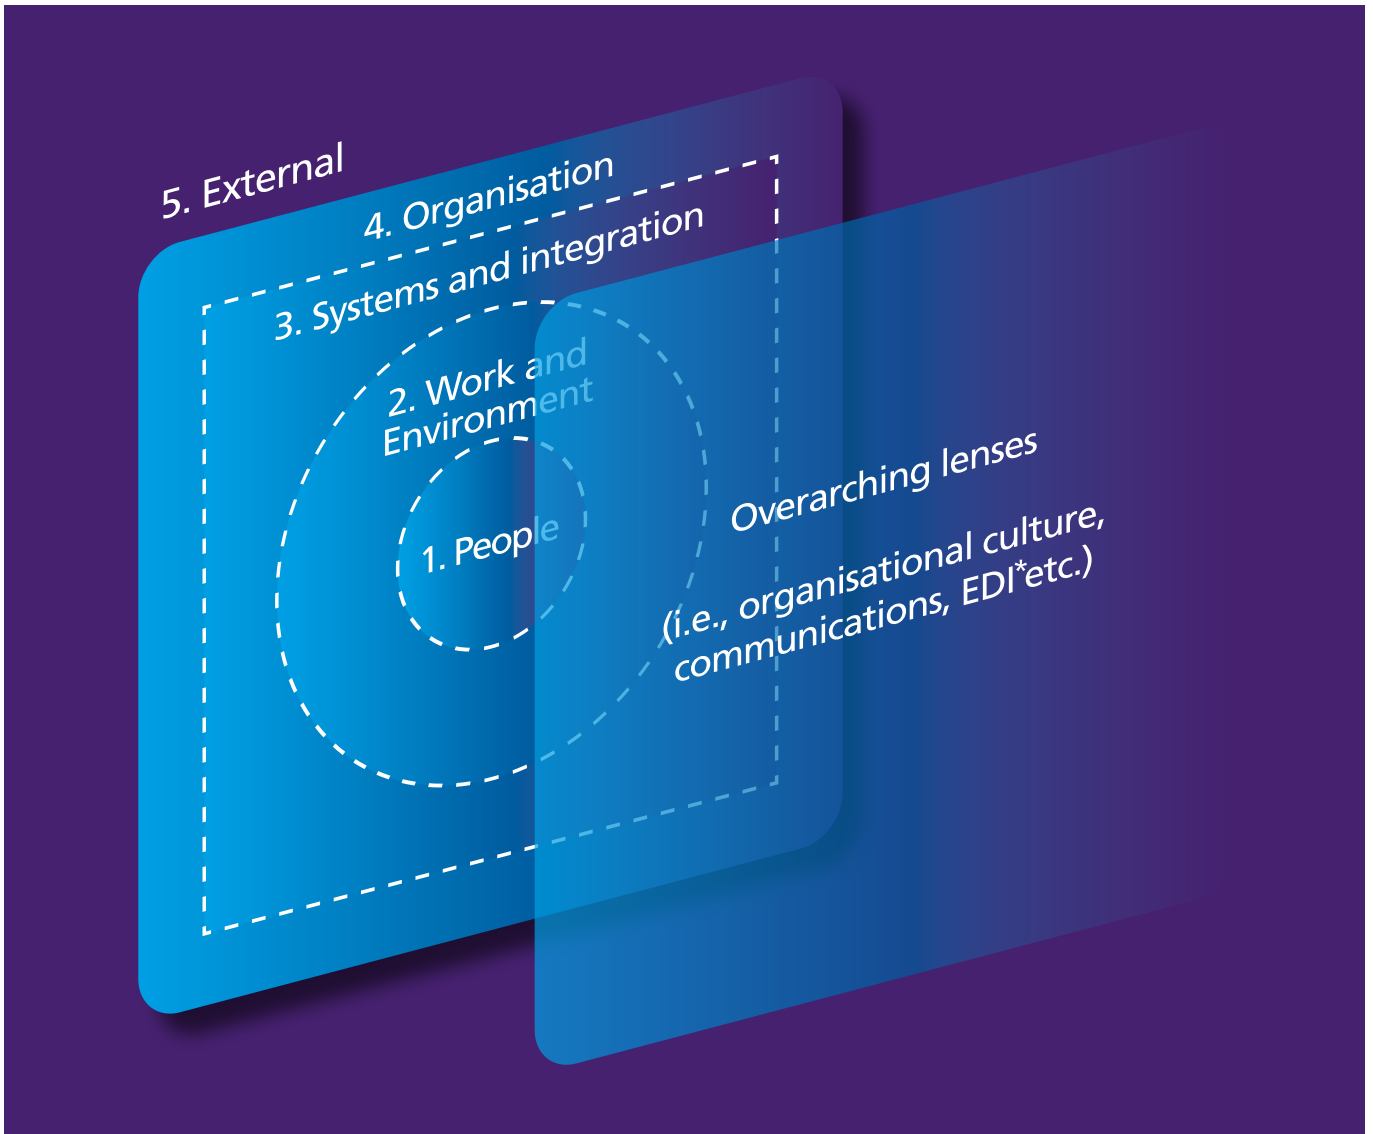 5. External
4. Organisation
3. Systems and integration
2. Work and
Environment
1. People
Overarching lenses
(i.e., organisational culture,
communications, EDI*etc.)